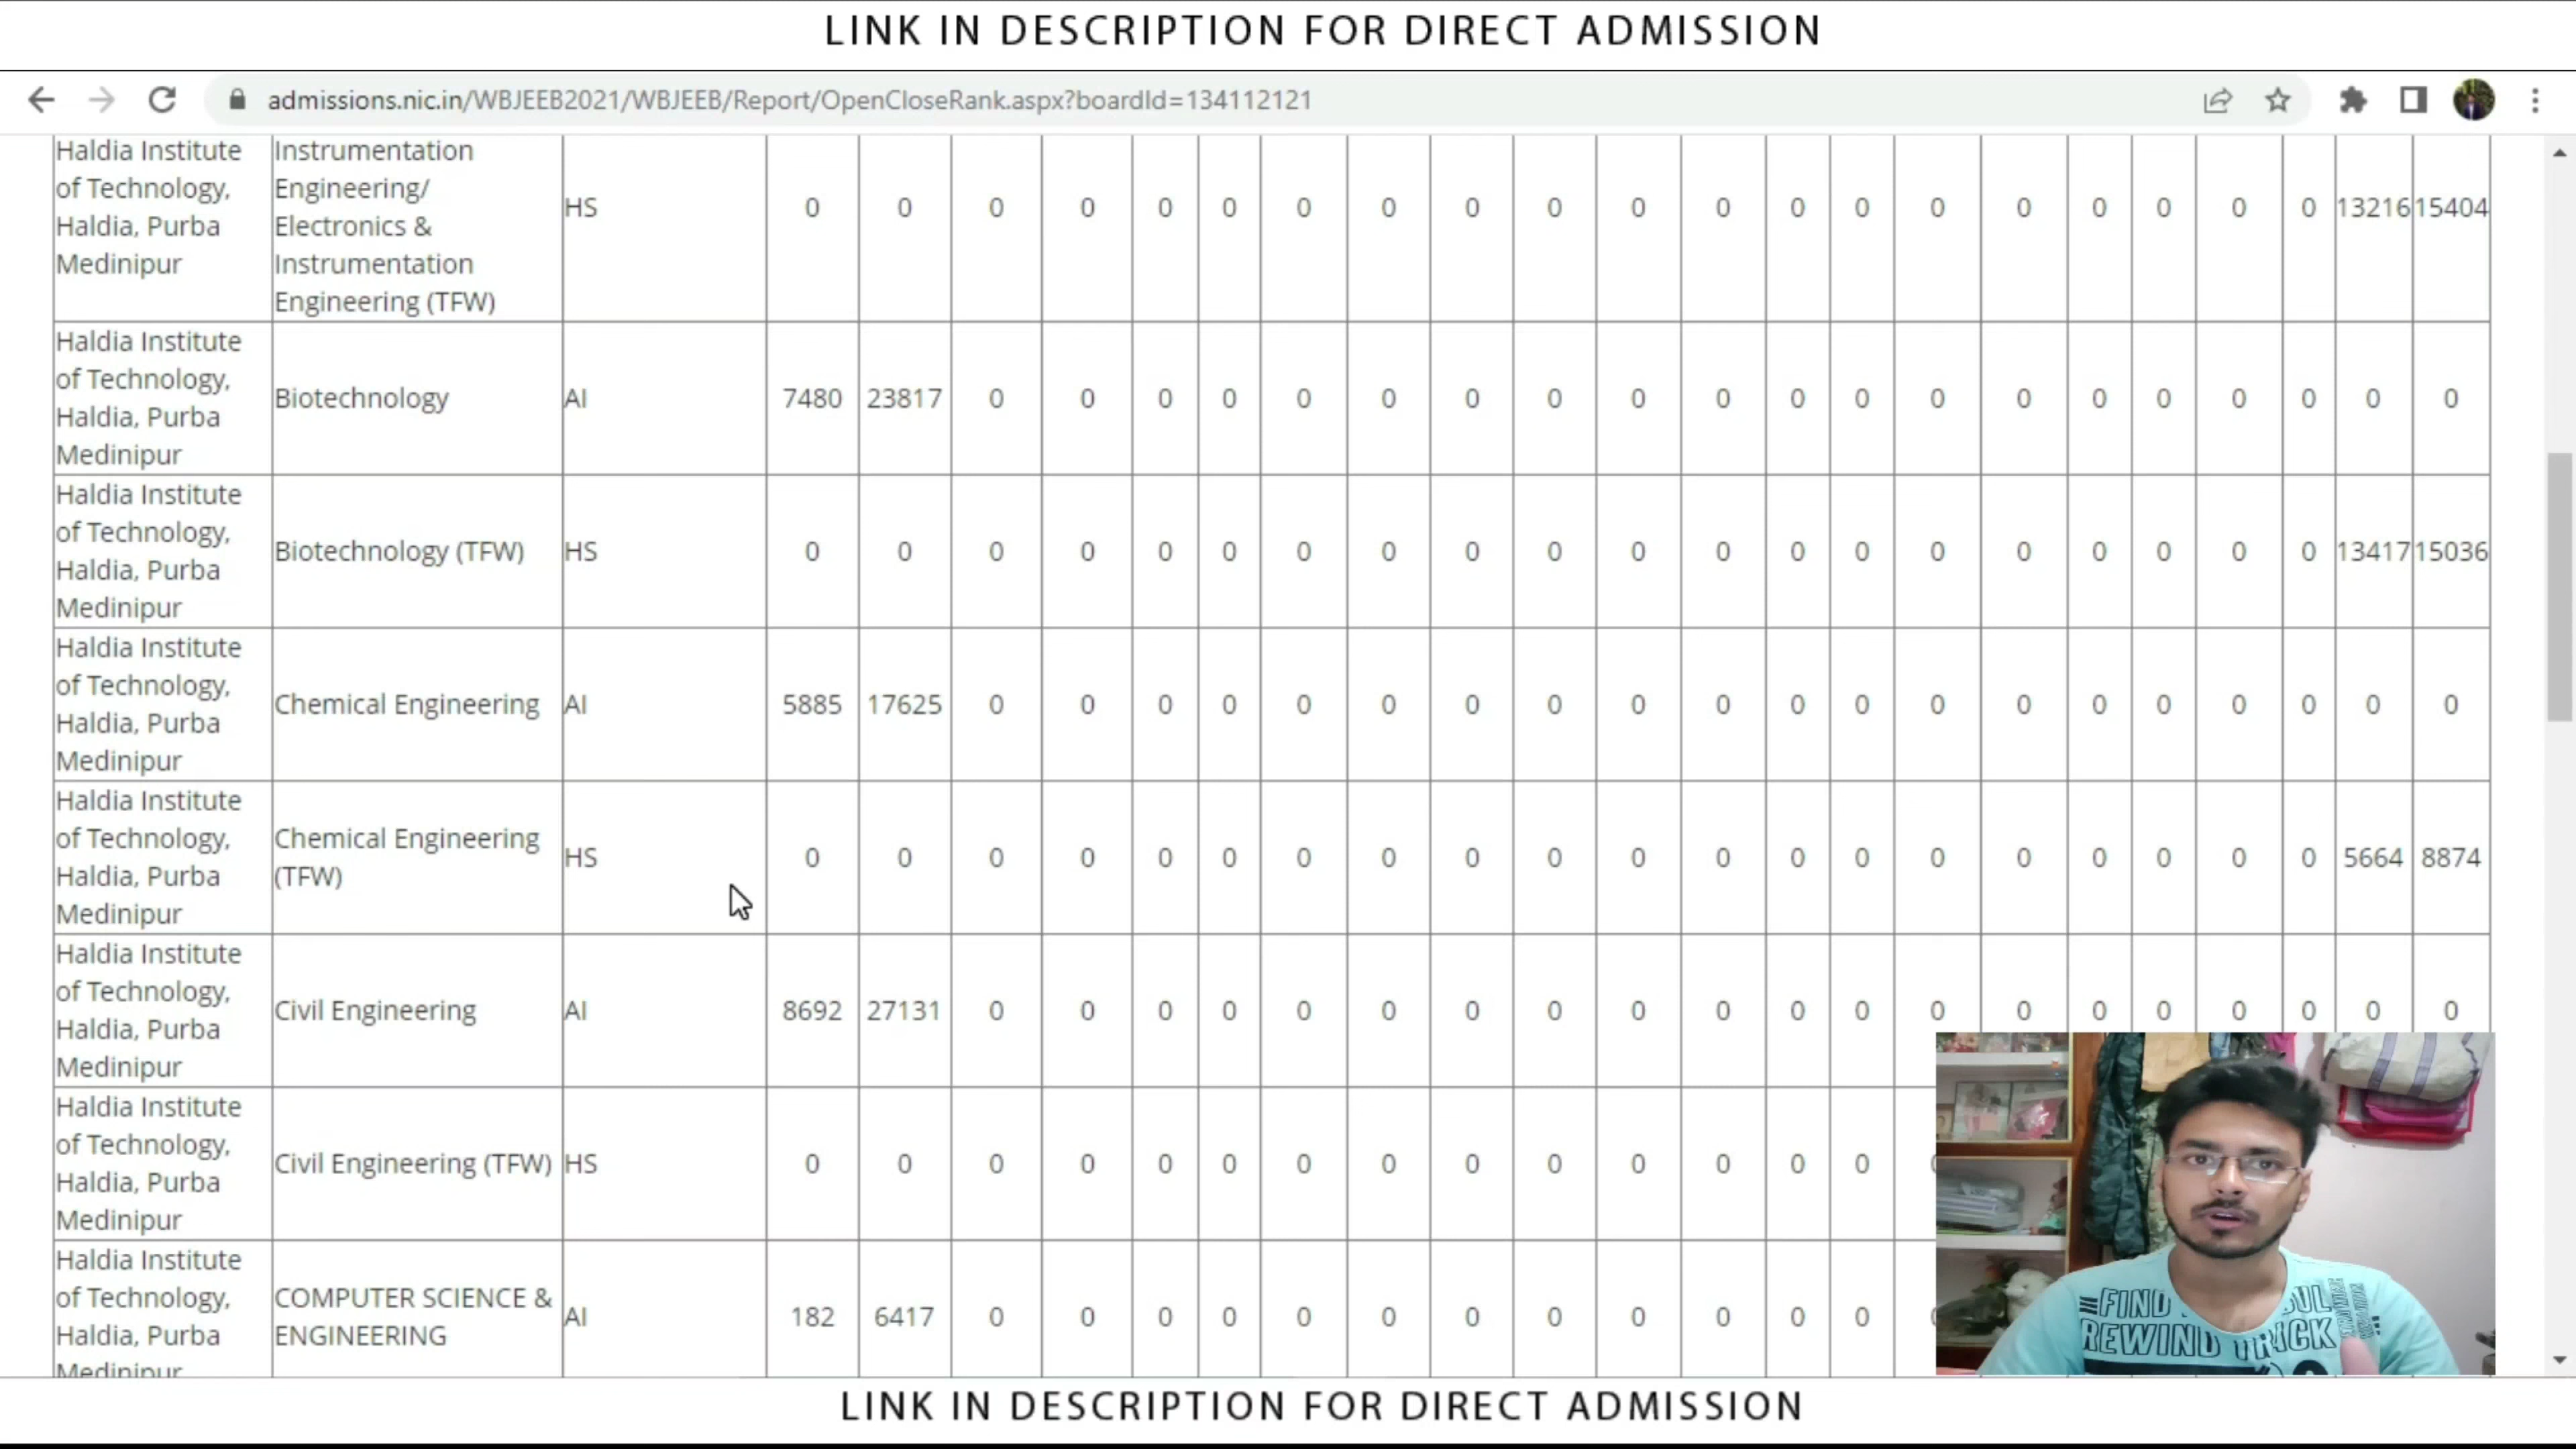 LINK IN DESCRIPTION FOR DIRECT ADMISSION
admissions.nic.in/WBJEEB2021/WBJEEB/Report/OpenCloseRank.aspx?boardId=134112121
Haldia Institute
of Technology,
Haldia, Purba
Medinipur
Instrumentation
Engineering/
Electronics &
Instrumentation
Engineering (TFW)
HS
0 0 0 0 0 0 0 0 0 0 0 0 0 0 0 0 0 0 0 0 13216 15404
Haldia Institute
of Technology,
Haldia, Purba
Medinipur
Biotechnology
AI
7480 23817 0 0 0 0 0 0 0 0 0 0 0 0 0 0 0 0 0 0 0 0
Haldia Institute
of Technology,
Haldia, Purba
Medinipur
Biotechnology (TFW)
HS
0 0 0 0 0 0 0 0 0 0 0 0 0 0 0 0 0 0 0 0 13417 15036
Haldia Institute
of Technology,
Haldia, Purba
Medinipur
Chemical Engineering
AI
5885 17625 0 0 0 0 0 0 0 0 0 0 0 0 0 0 0 0 0 0 0 0
Haldia Institute
of Technology,
Haldia, Purba
Medinipur
Chemical Engineering
(TFW)
HS
0 0 0 0 0 0 0 0 0 0 0 0 0 0 0 0 0 0 0 0 5664 8874
Haldia Institute
of Technology,
Haldia, Purba
Medinipur
Civil Engineering
AI
8692 27131 0 0 0 0 0 0 0 0 0 0 0 0 0 0 0 0 0 0 0 0
Haldia Institute
of Technology,
Haldia, Purba
Medinipur
Civil Engineering (TFW)
HS
0 0 0 0 0 0 0 0 0 0 0 0 0 0
Haldia Institute
of Technology,
Haldia, Purba
Medinipur
COMPUTER SCIENCE &
ENGINEERING
AI
182 6417 0 0 0 0 0 0 0 0 0 0 0 0
FIND
REWIND TRICK
LINK IN DESCRIPTION FOR DIRECT ADMISSION